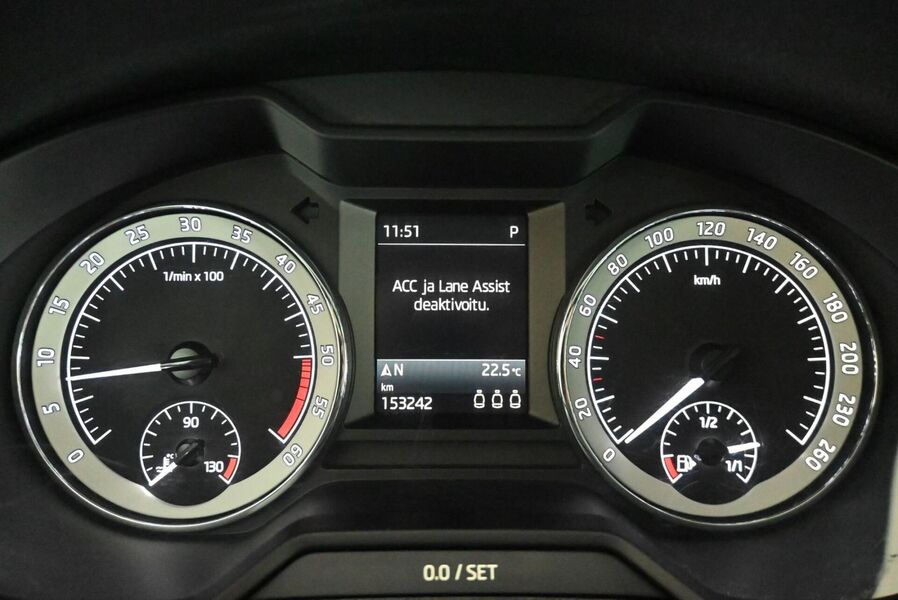 11:51 P
ACC ja Lane Assist
deaktivoitu.
N 22.5°C
km
153242
1/min x 100
0 5 10 15 20 25 30 35 40 45 50 55 60
90
130
km/h
0 20 40 60 80 100 120 140 160 180 200 230 260
1/2
1/1
0.0 / SET